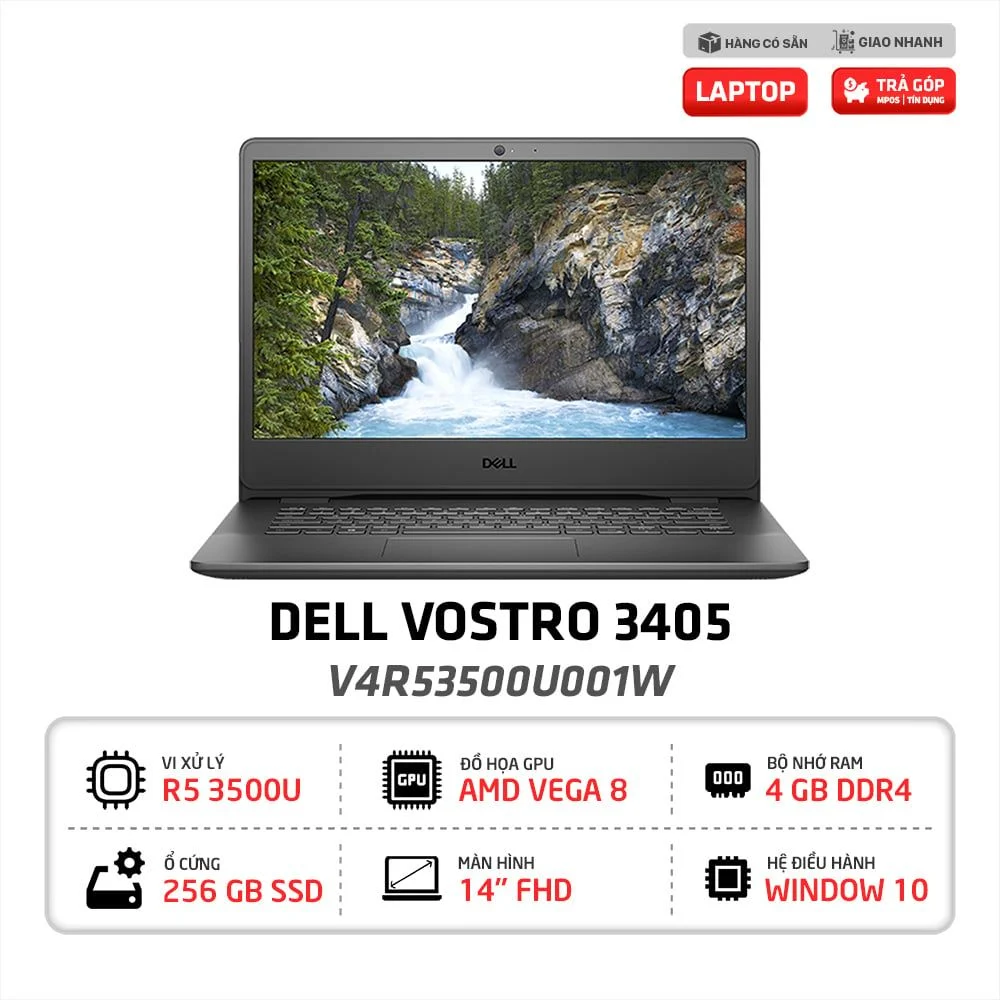 HÀNG CÓ SẴN
GIAO NHANH
LAPTOP
TRẢ GÓP
MPOS | TÍN DỤNG
DELL
DELL VOSTRO 3405
V4R53500U001W
VI XỬ LÝ
R5 3500U
GPU
ĐỒ HỌA GPU
AMD VEGA 8
BỘ NHỚ RAM
4 GB DDR4
Ổ CỨNG
256 GB SSD
MÀN HÌNH
14” FHD
HỆ ĐIỀU HÀNH
WINDOW 10